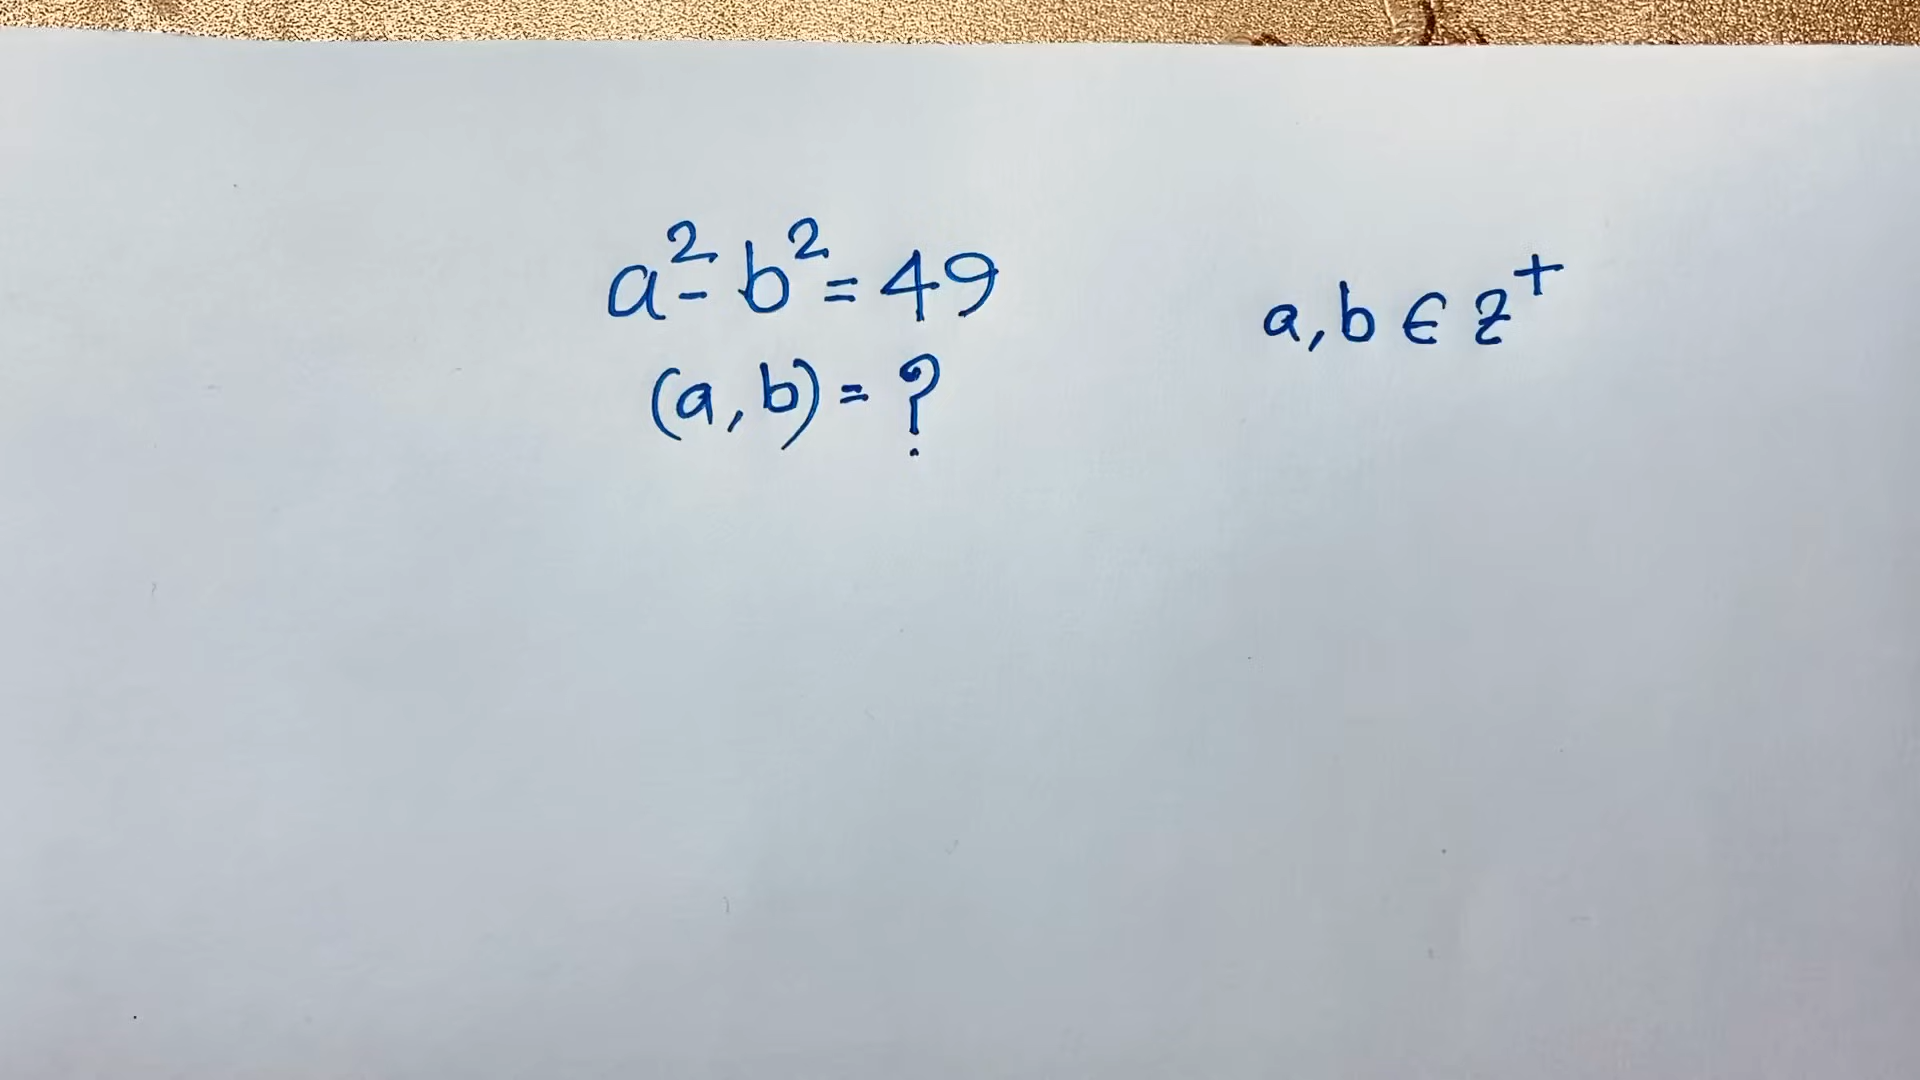 a² - b² = 49
a, b ∈ z⁺
(a, b) = ?